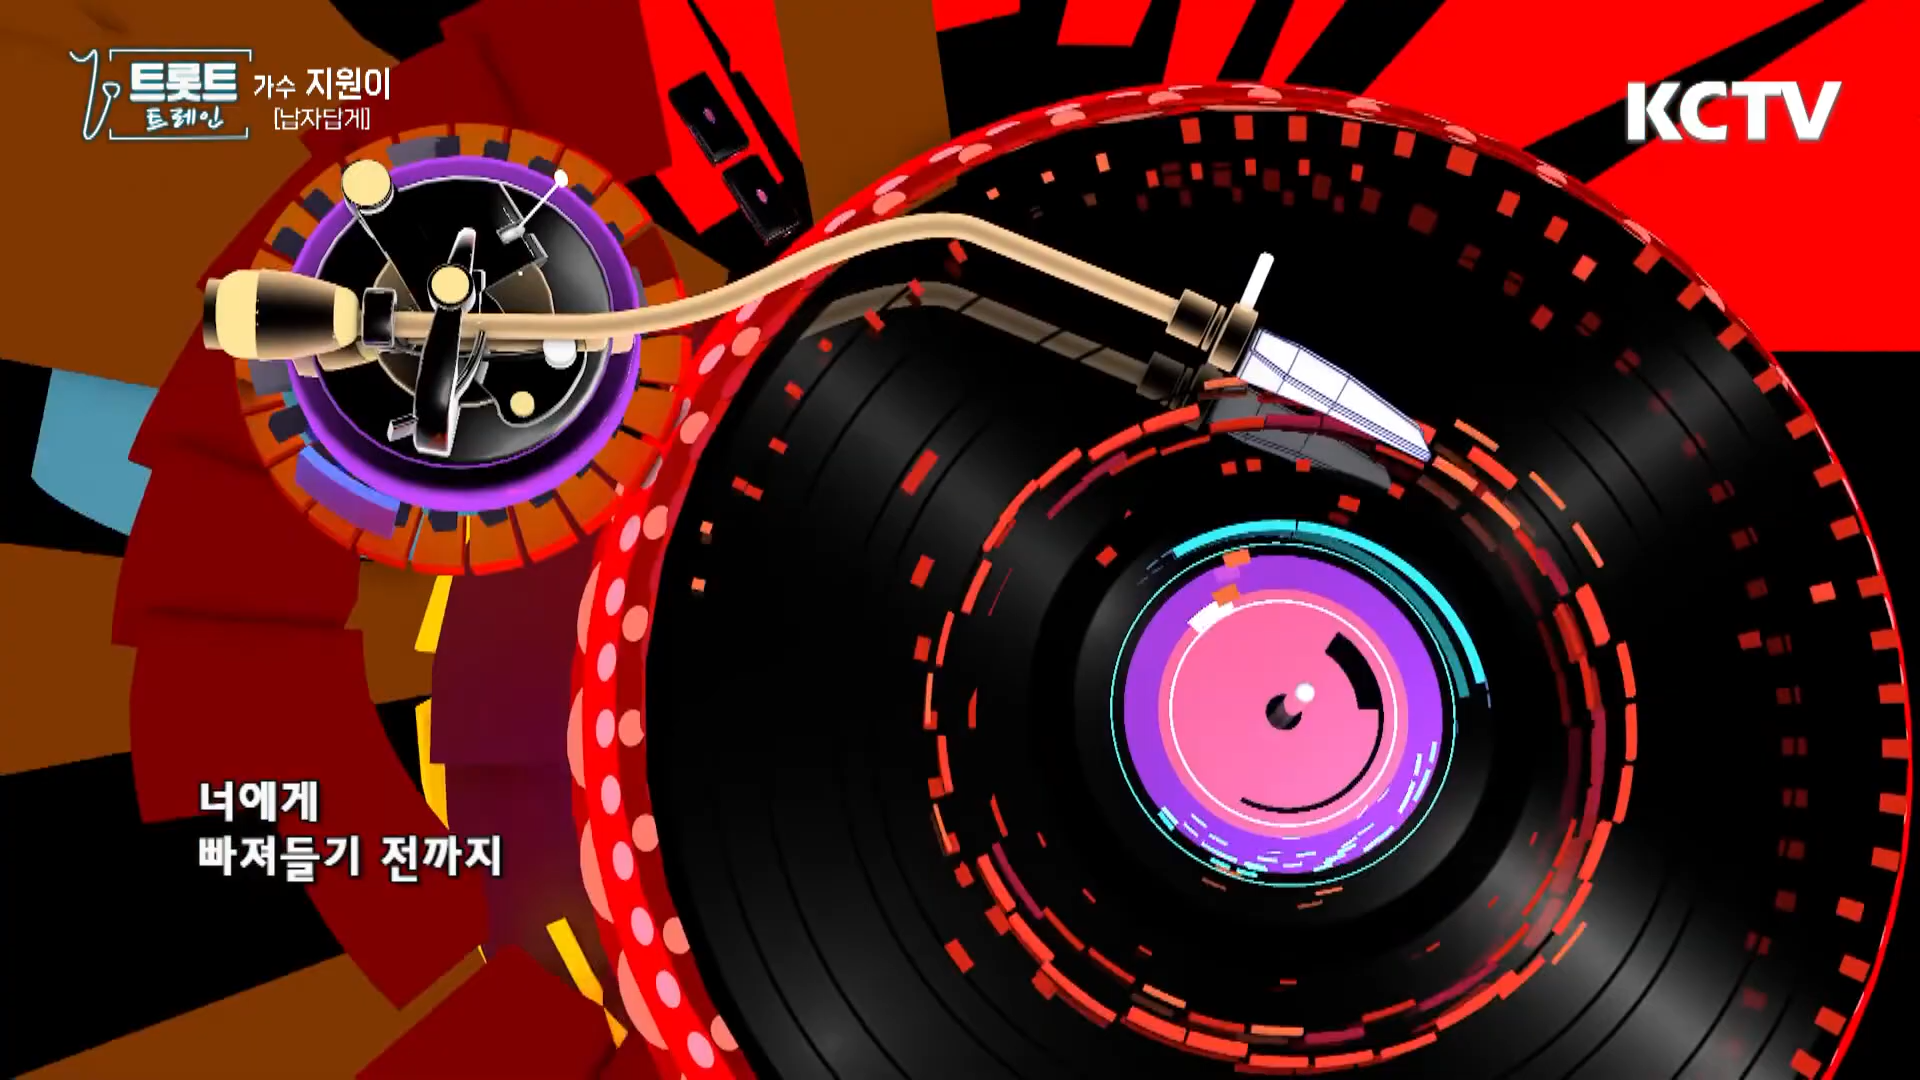 트롯트
트레인
가수 지원이
[남자답게]
KCTV
너에게
빠져들기 전까지